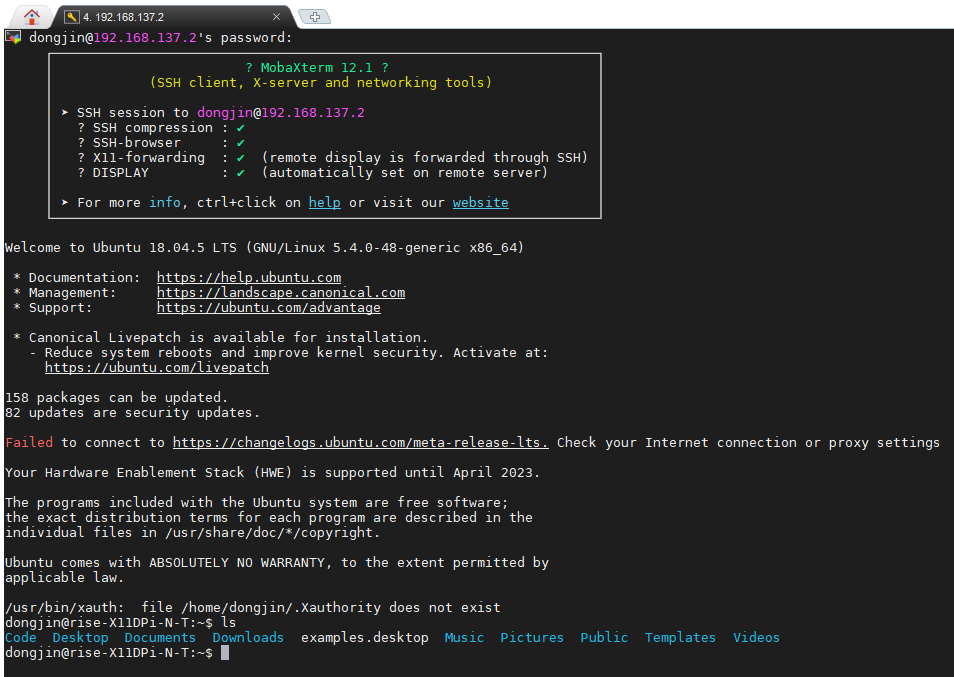 4. 192.168.137.2
dongjin@192.168.137.2's password:
? MobaXterm 12.1 ?
(SSH client, X-server and networking tools)
➤ SSH session to dongjin@192.168.137.2
? SSH compression : ✔
? SSH-browser     : ✔
? X11-forwarding  : ✔  (remote display is forwarded through SSH)
? DISPLAY         : ✔  (automatically set on remote server)
➤ For more info, ctrl+click on help or visit our website
Welcome to Ubuntu 18.04.5 LTS (GNU/Linux 5.4.0-48-generic x86_64)
* Documentation:  https://help.ubuntu.com
* Management:     https://landscape.canonical.com
* Support:        https://ubuntu.com/advantage
* Canonical Livepatch is available for installation.
- Reduce system reboots and improve kernel security. Activate at:
https://ubuntu.com/livepatch
158 packages can be updated.
82 updates are security updates.
Failed to connect to https://changelogs.ubuntu.com/meta-release-lts. Check your Internet connection or proxy settings
Your Hardware Enablement Stack (HWE) is supported until April 2023.
The programs included with the Ubuntu system are free software;
the exact distribution terms for each program are described in the
individual files in /usr/share/doc/*/copyright.
Ubuntu comes with ABSOLUTELY NO WARRANTY, to the extent permitted by
applicable law.
/usr/bin/xauth:  file /home/dongjin/.Xauthority does not exist
dongjin@rise-X11DPi-N-T:~$ ls
Code  Desktop  Documents  Downloads  examples.desktop  Music  Pictures  Public  Templates  Videos
dongjin@rise-X11DPi-N-T:~$